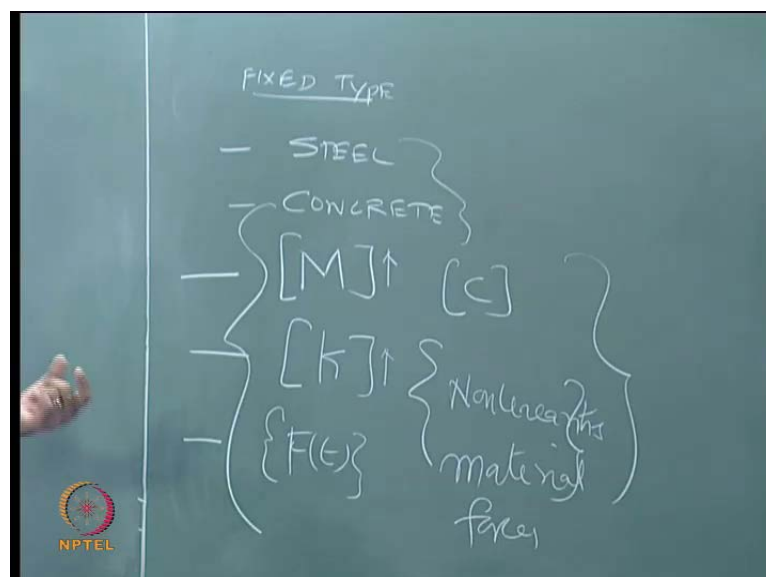 FIXED TYPE
— STEEL
— CONCRETE
— [M]↑ [C]
— [K]↑ { Nonlinearities
— {F(t)} material
forces
NPTEL